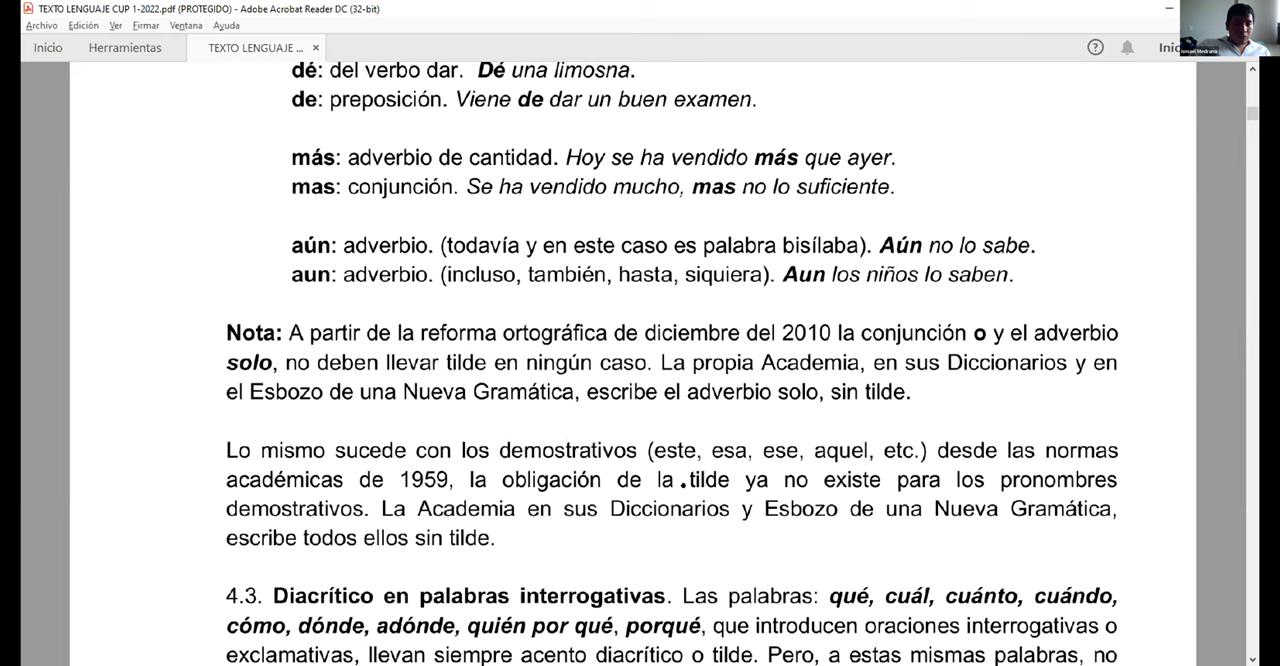 TEXTO LENGUAJE CUP 1-2022.pdf (PROTEGIDO) - Adobe Acrobat Reader DC (32-bit)
Archivo Edición Ver Firmar Ventana Ayuda
Inicio Herramientas TEXTO LENGUAJE ... × ? Inic
Ismael Medrano
dé: del verbo dar. Dé una limosna.
de: preposición. Viene de dar un buen examen.
más: adverbio de cantidad. Hoy se ha vendido más que ayer.
mas: conjunción. Se ha vendido mucho, mas no lo suficiente.
aún: adverbio. (todavía y en este caso es palabra bisílaba). Aún no lo sabe.
aun: adverbio. (incluso, también, hasta, siquiera). Aun los niños lo saben.
Nota: A partir de la reforma ortográfica de diciembre del 2010 la conjunción o y el adverbio
solo, no deben llevar tilde en ningún caso. La propia Academia, en sus Diccionarios y en
el Esbozo de una Nueva Gramática, escribe el adverbio solo, sin tilde.
Lo mismo sucede con los demostrativos (este, esa, ese, aquel, etc.) desde las normas
académicas de 1959, la obligación de la tilde ya no existe para los pronombres
demostrativos. La Academia en sus Diccionarios y Esbozo de una Nueva Gramática,
escribe todos ellos sin tilde.
4.3. Diacrítico en palabras interrogativas. Las palabras: qué, cuál, cuánto, cuándo,
cómo, dónde, adónde, quién por qué, porqué, que introducen oraciones interrogativas o
exclamativas, llevan siempre acento diacrítico o tilde. Pero, a estas mismas palabras, no